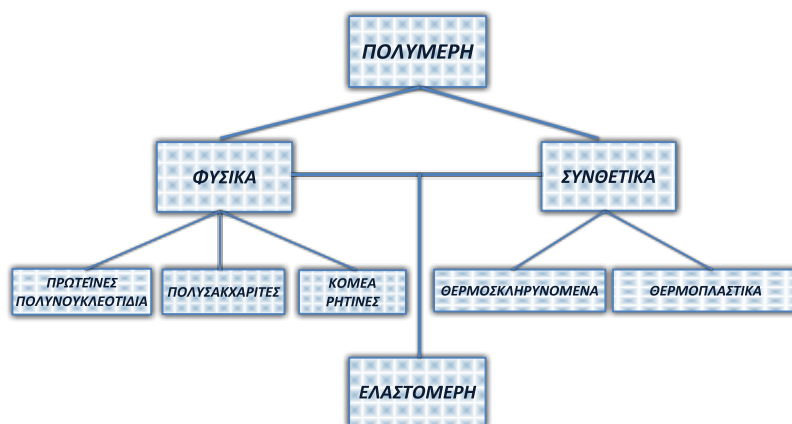 ΠΟΛΥΜΕΡΗ
ΦΥΣΙΚΑ
ΣΥΝΘΕΤΙΚΑ
ΠΡΩΤΕΪΝΕΣ
ΠΟΛΥΝΟΥΚΛΕΟΤΙΔΙΑ
ΠΟΛΥΣΑΚΧΑΡΙΤΕΣ
ΚΟΜΕΑ
ΡΗΤΙΝΕΣ
ΘΕΡΜΟΣΚΛΗΡΥΝΟΜΕΝΑ
ΘΕΡΜΟΠΛΑΣΤΙΚΑ
ΕΛΑΣΤΟΜΕΡΗ